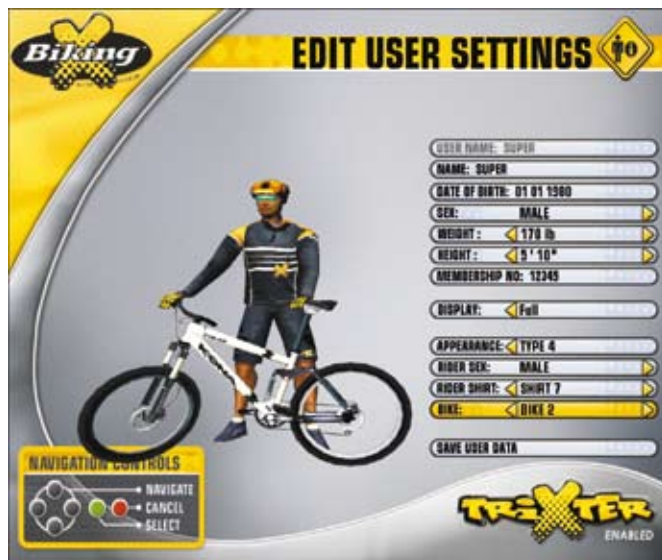 Biking
EDIT USER SETTINGS
USER NAME: SUPER
NAME: SUPER
DATE OF BIRTH: 01 01 1980
SEX: MALE
WEIGHT: 170 lb
HEIGHT: 5' 10"
MEMBERSHIP NO: 12345
DISPLAY: Full
APPEARANCE: TYPE 4
RIDER SEX: MALE
RIDER SHIRT: SHIRT 7
BIKE: BIKE 2
SAVE USER DATA
NAVIGATION CONTROLS
NAVIGATE
CANCEL
SELECT
TRIXTER
ENABLED